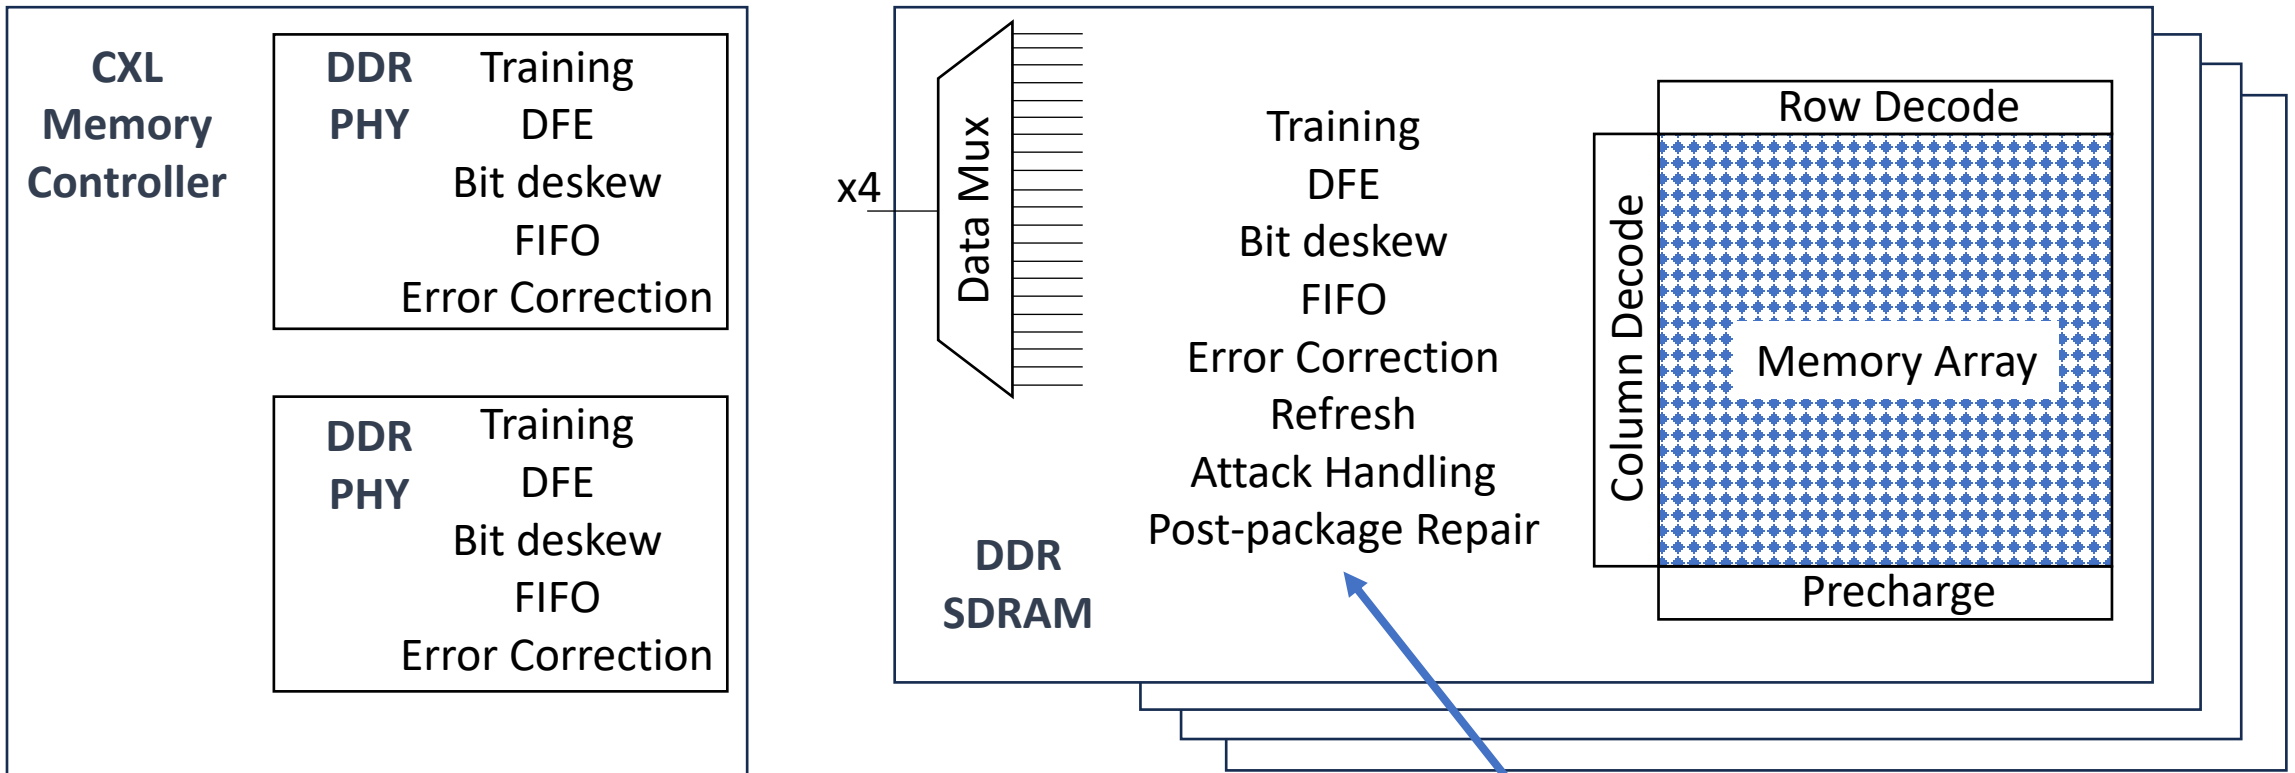 CXL
Memory
Controller
DDR
PHY
Training
DFE
Bit deskew
FIFO
Error Correction
DDR
PHY
Training
DFE
Bit deskew
FIFO
Error Correction
x4
Data Mux
DDR
SDRAM
Training
DFE
Bit deskew
FIFO
Error Correction
Refresh
Attack Handling
Post-package Repair
Row Decode
Column Decode
Memory Array
Precharge